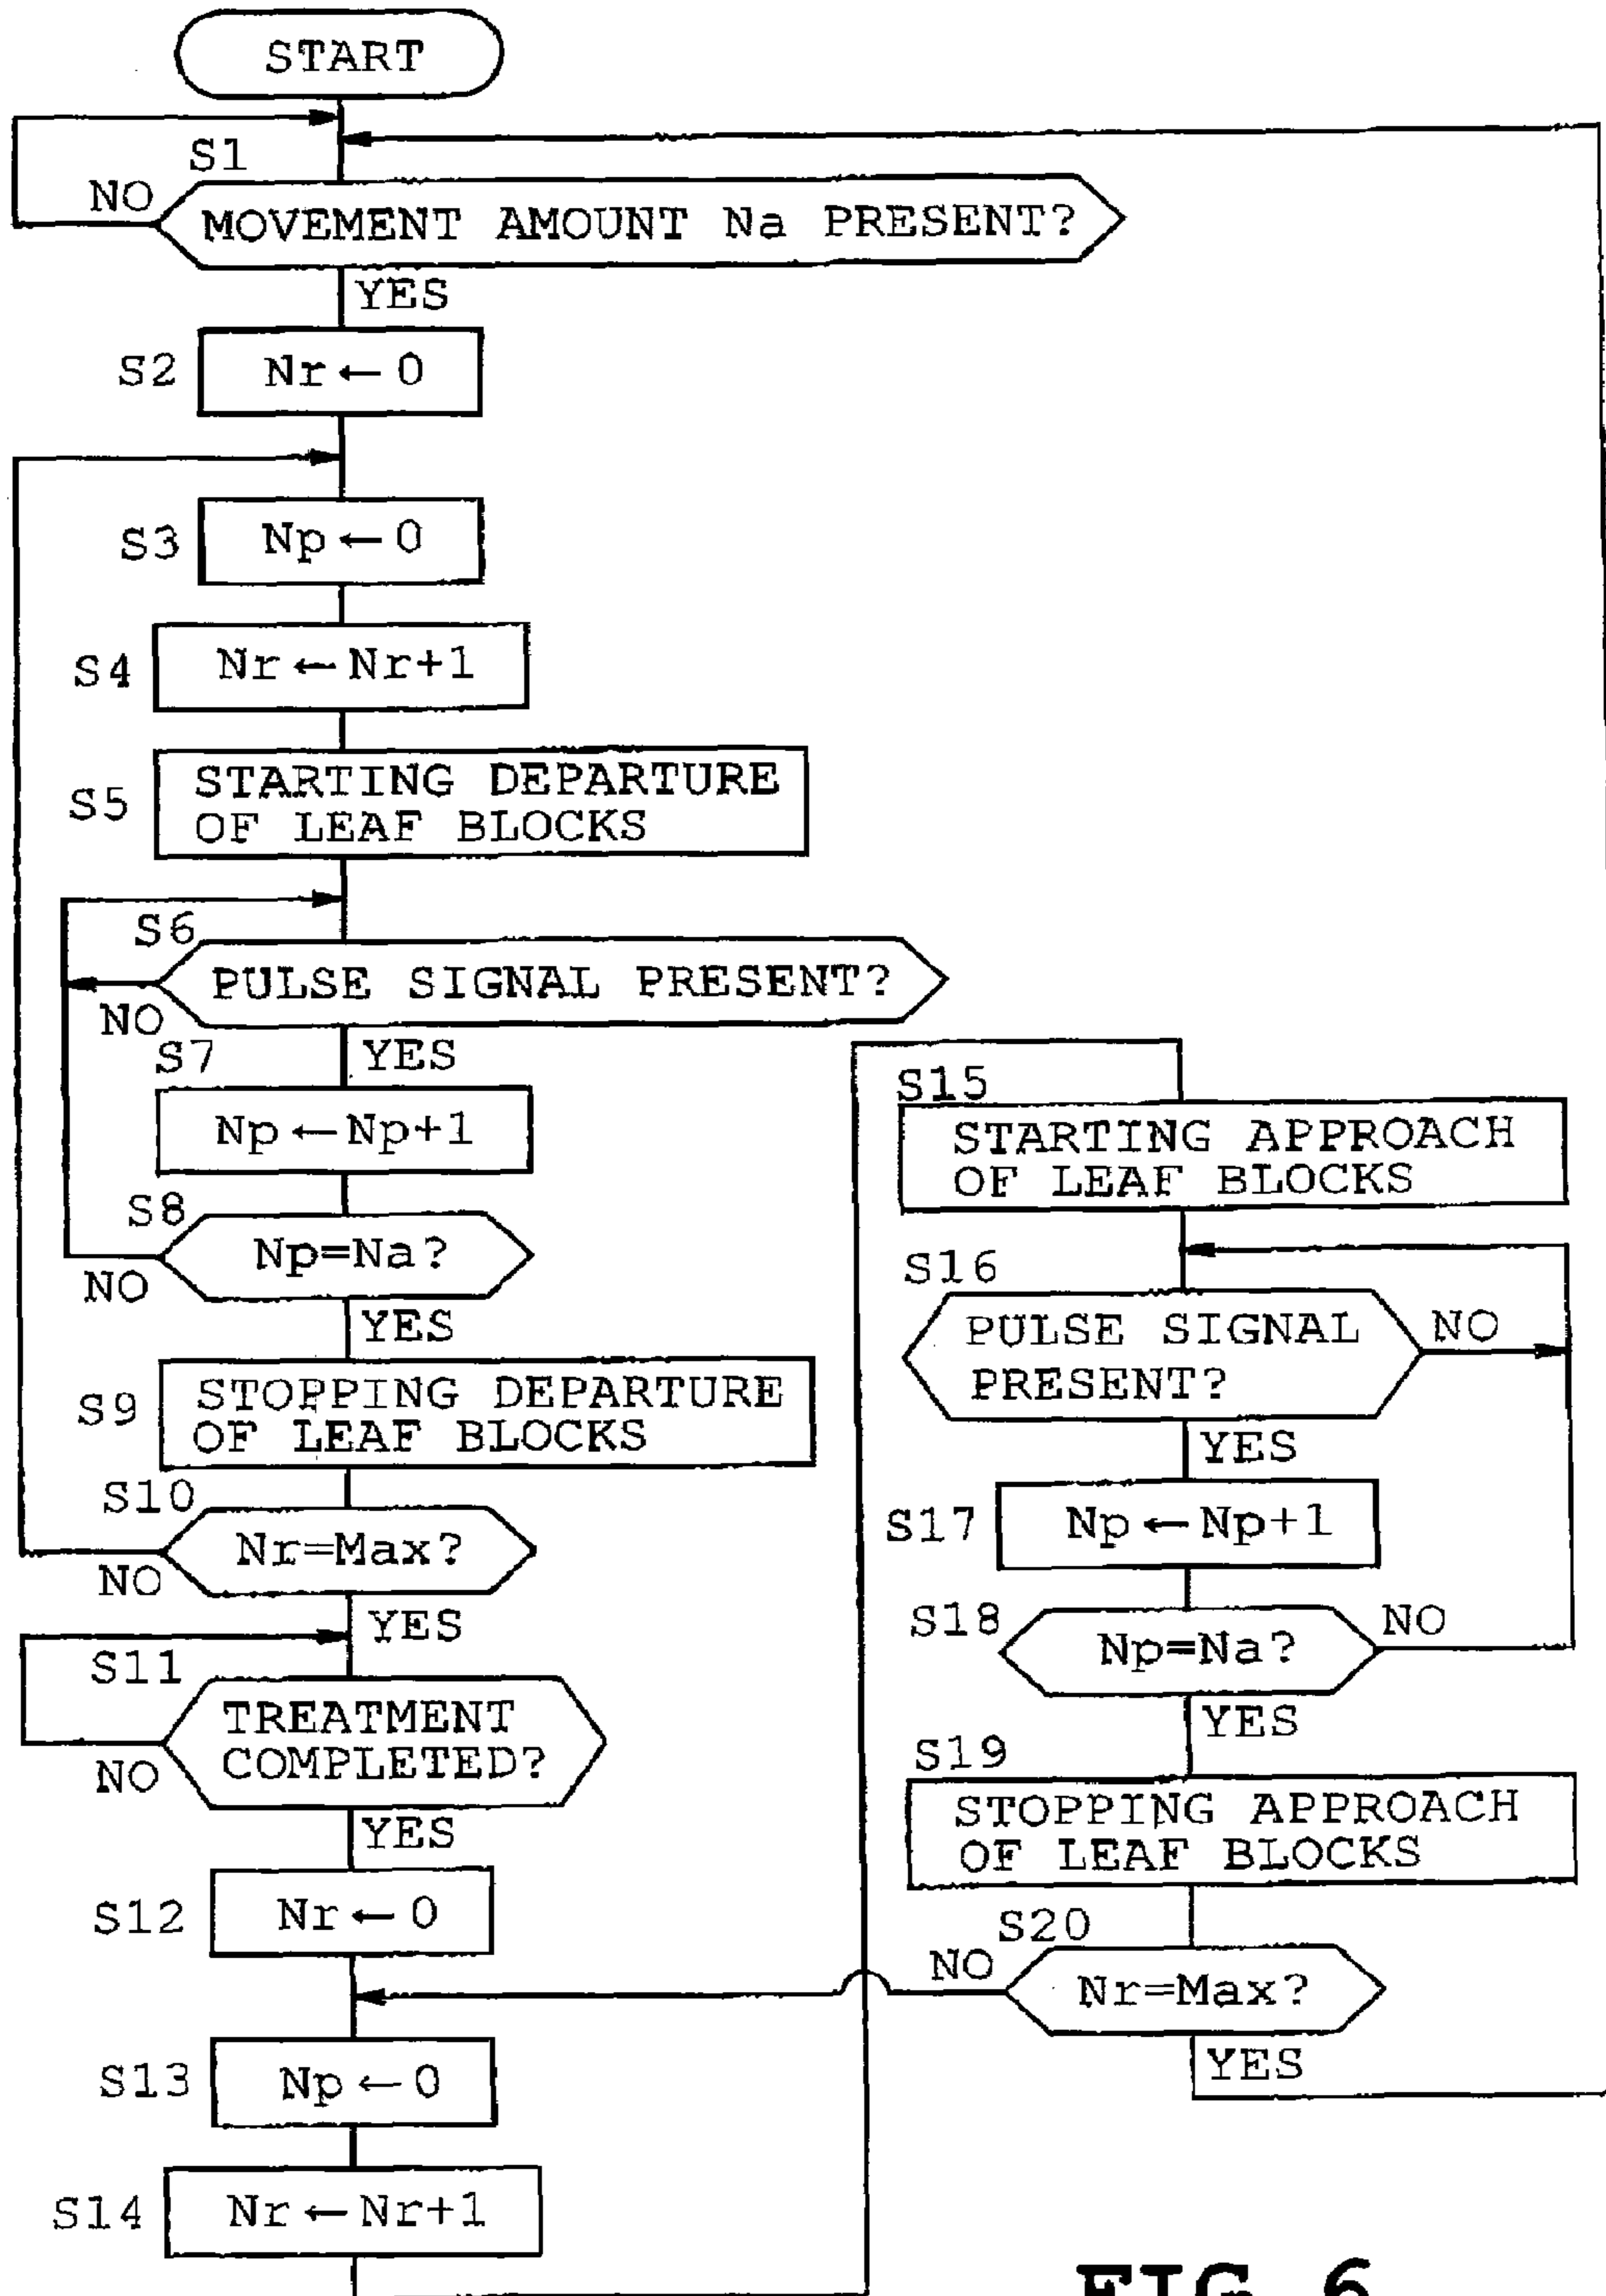 START
S1
NO
MOVEMENT AMOUNT Na PRESENT?
YES
S2
Nr ← 0
S3
Np ← 0
S4
Nr ← Nr+1
S5
STARTING DEPARTURE
OF LEAF BLOCKS
S6
PULSE SIGNAL PRESENT?
NO
YES
S7
Np ← Np+1
S8
Np=Na?
NO
YES
S9
STOPPING DEPARTURE
OF LEAF BLOCKS
S10
Nr=Max?
NO
YES
S11
TREATMENT
COMPLETED?
NO
YES
S12
Nr ← 0
S13
Np ← 0
S14
Nr ← Nr+1
S15
STARTING APPROACH
OF LEAF BLOCKS
S16
PULSE SIGNAL
PRESENT?
NO
YES
S17
Np ← Np+1
S18
Np=Na?
NO
YES
S19
STOPPING APPROACH
OF LEAF BLOCKS
S20
NO
Nr=Max?
YES
FIG.6